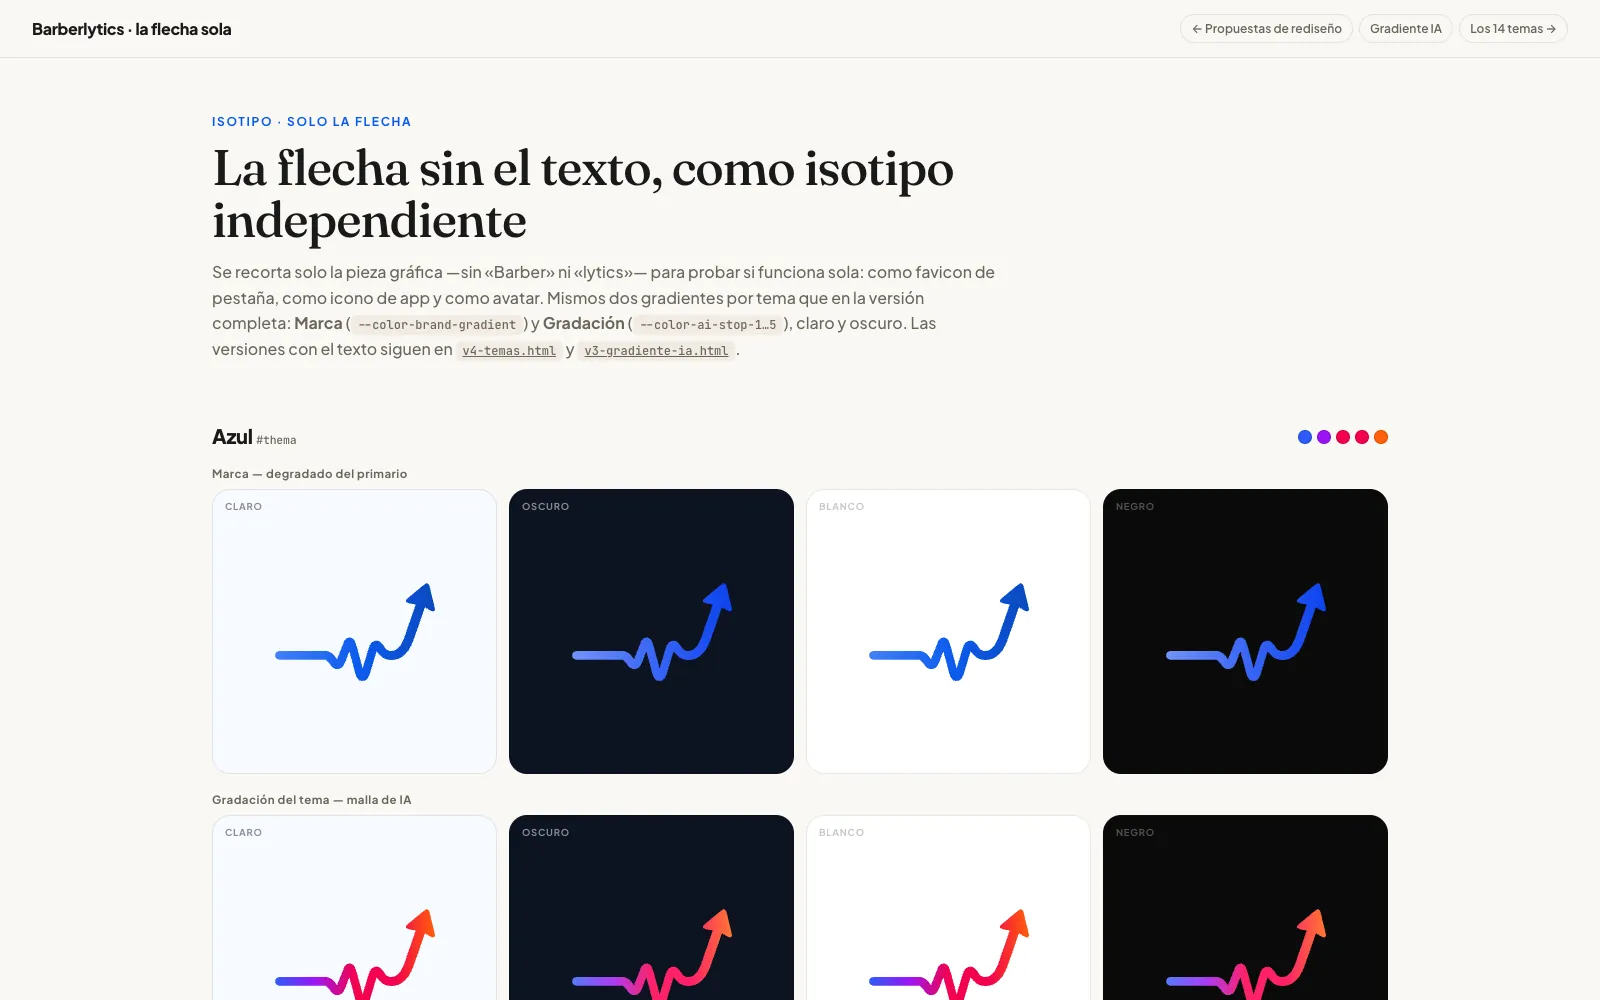 Barberlytics · la flecha sola
← Propuestas de rediseño
Gradiente IA
Los 14 temas →
ISOTIPO · SOLO LA FLECHA
La flecha sin el texto, como isotipo
independiente
Se recorta solo la pieza gráfica —sin «Barber» ni «lytics»— para probar si funciona sola: como favicon de
pestaña, como icono de app y como avatar. Mismos dos gradientes por tema que en la versión
completa: Marca ( --color-brand-gradient ) y Gradación ( --color-ai-stop-1…5 ), claro y oscuro. Las
versiones con el texto siguen en v4-temas.html y v3-gradiente-ia.html .
Azul #thema
Marca — degradado del primario
CLARO
OSCURO
BLANCO
NEGRO
Gradación del tema — malla de IA
CLARO
OSCURO
BLANCO
NEGRO